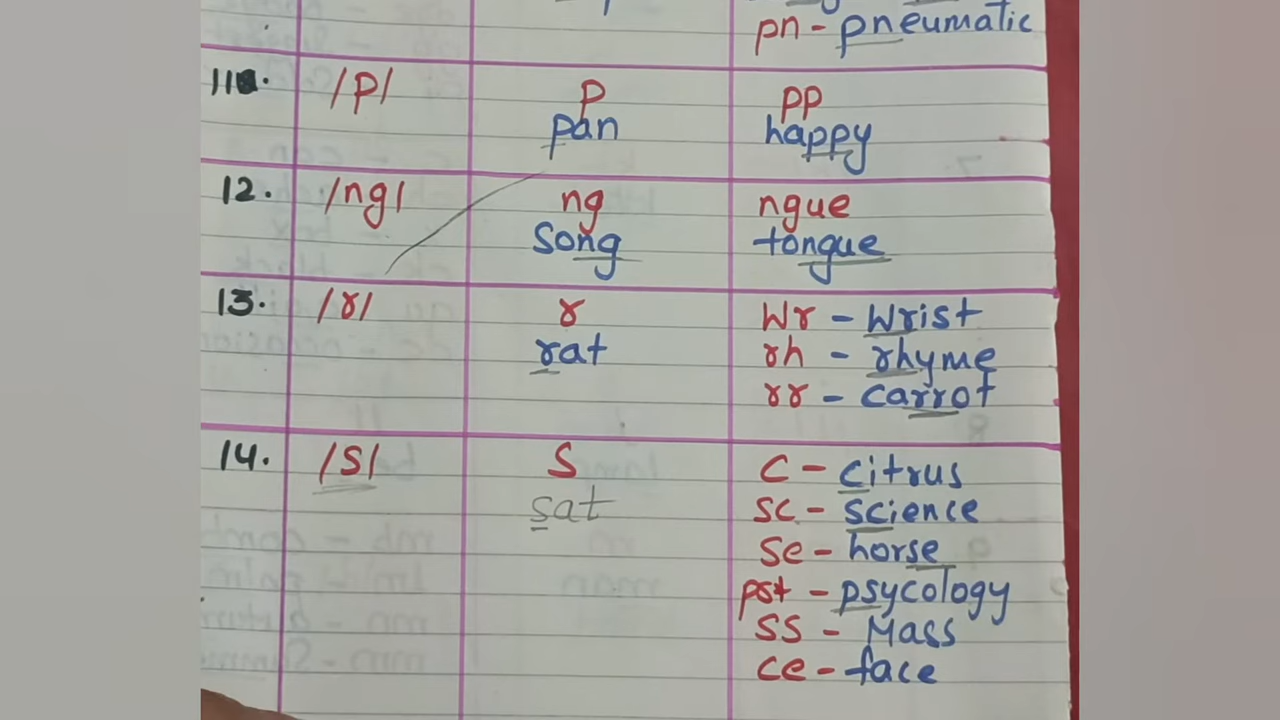 pn - pneumatic
11. /p/ p pp
pan happy
12. /ng/ ng ngue
Song tongue
13. /r/ r Wr - Wrist
rat rh - rhyme
rr - carrot
14. /S/ S C - Citrus
sat SC - science
Se - horse
pst - psycology
SS - Mass
ce - face